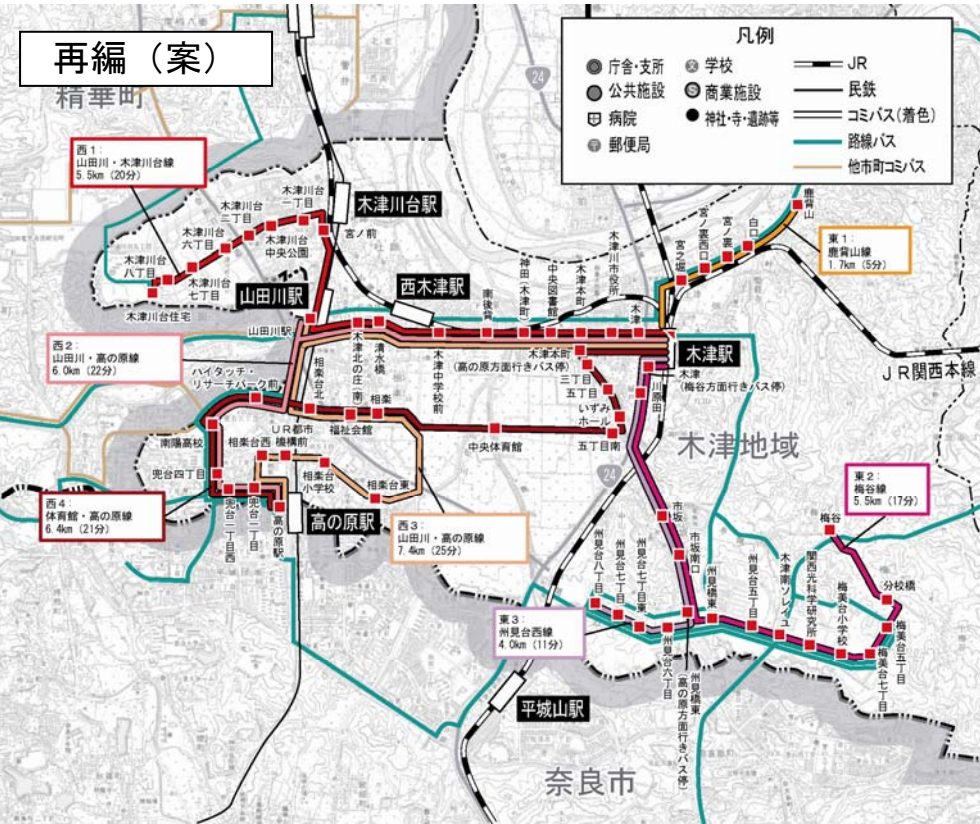 再編（案）
精華町
凡例
庁舎・支所
公共施設
病院
郵便局
学校
商業施設
神社・寺・遺跡等
JR
民鉄
コミバス(着色)
路線バス
他市町コミバス
24
西1：
山田川・木津川台線
5.5km（20分）
木津川台駅
木津川台
一丁目
木津川台
二丁目
木津川台
六丁目
木津川台
八丁目
木津川台
七丁目
木津川台住宅
木津川台
中央公園
宮ノ前
山田川駅
山田川駅
西木津駅
木津北の庄(南)
清水橋
木津中学校前
南後背
神田(木津町)
中央図書館
木津本町
木津川市役所
木津
宮之堀
宮ノ裏西口
宮ノ裏
白口
鹿背山
東1：
鹿背山線
1.7km（5分）
木津駅
木津
(梅谷方面行きバス停)
JR関西本線
西2：
山田川・高の原線
6.0km（22分）
ハイタッチ・
リサーチパーク前
相楽台北
相楽
福祉会館
UR都市
機構前
相楽台西
南陽高校
兜台四丁目
兜台一丁目西
兜台一丁目
高の原駅
高の原駅
相楽台
小学校
相楽台東
中央体育館
木津本町
(高の原方面行きバス停)
三丁目
五丁目
いずみ
ホール
五丁目南
川原田
木津地域
24
西4：
体育館・高の原線
6.4km（21分）
西3：
山田川・高の原線
7.4km（25分）
東2：
梅谷線
5.5km（17分）
梅谷
分校橋
市坂
市坂南口
州見台八丁目
州見台七丁目
州見台七丁目東
州見台六丁目
州見橋東
州見橋東
(高の原方面行きバス停)
州見台五丁目
木津南ソレイユ
関西光科学研究所
梅美台小学校
梅美台七丁目
梅美台五丁目
東3：
州見台西線
4.0km（11分）
平城山駅
奈良市